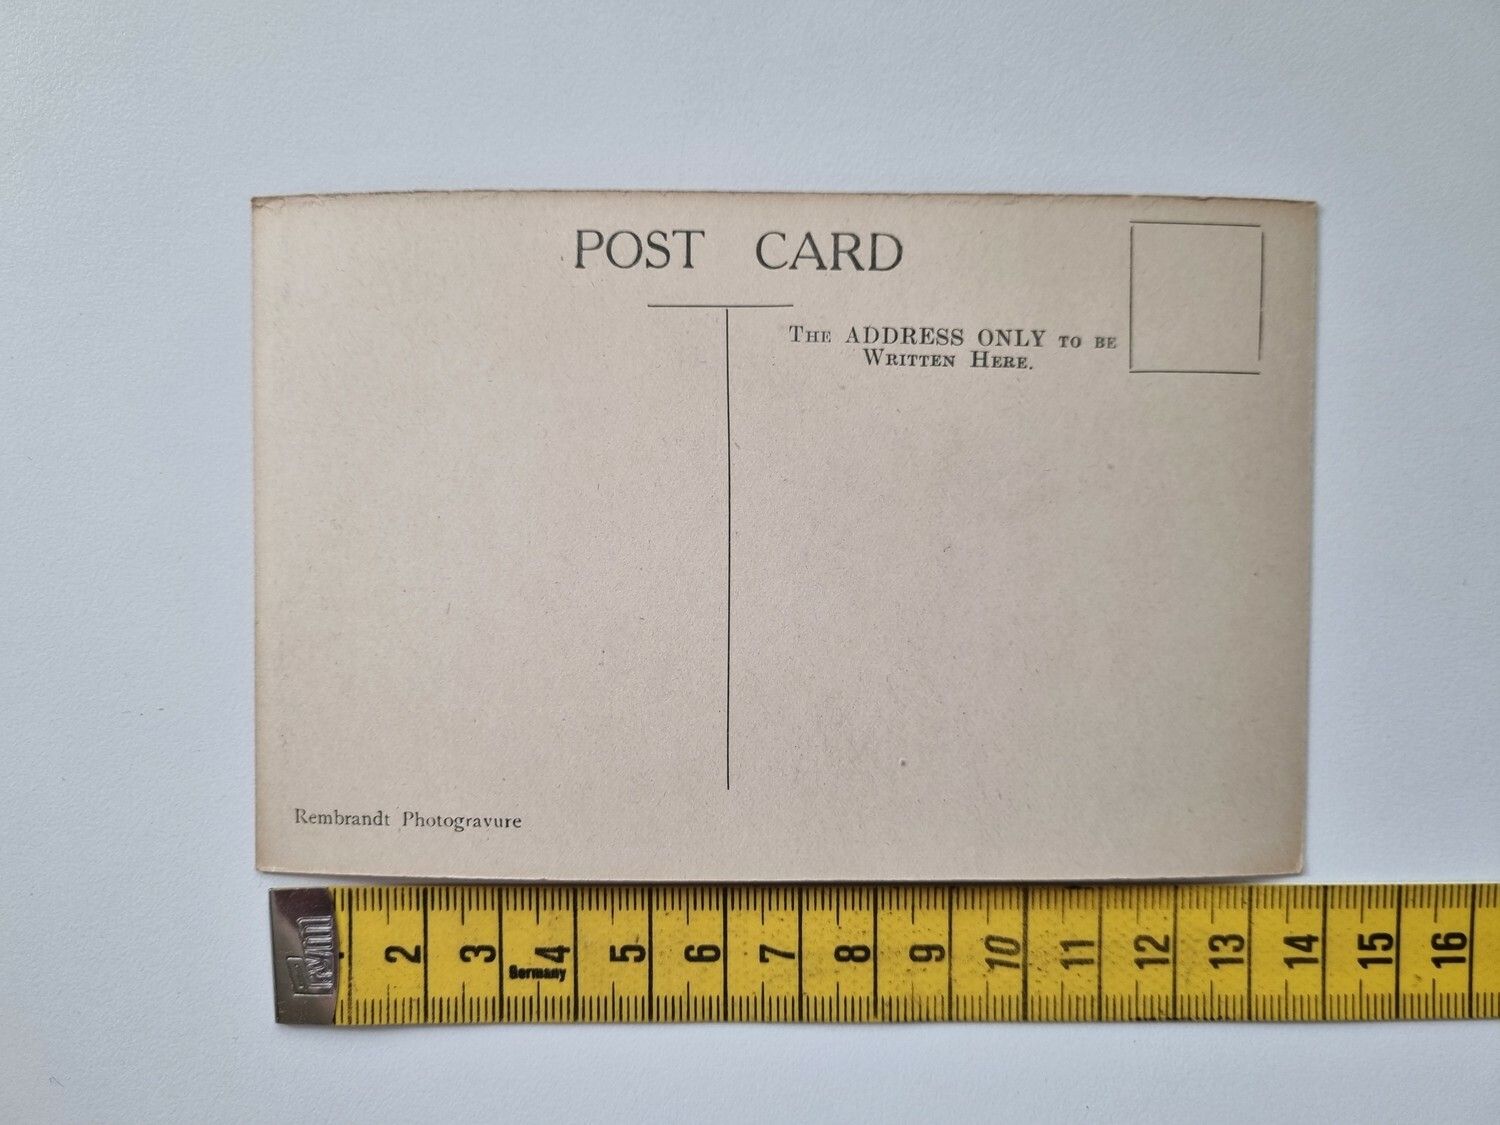 POST CARD
THE ADDRESS ONLY TO BE
WRITTEN HERE.
Rembrandt Photogravure
2 3 4 5 6 7 8 9 10 11 12 13 14 15 16
Germany